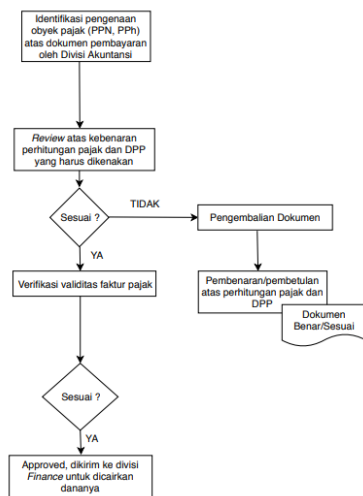 Identifikasi pengenaan
obyek pajak (PPN, PPh)
atas dokumen pembayaran
oleh Divisi Akuntansi
Review atas kebenaran
perhitungan pajak dan DPP
yang harus dikenakan
Sesuai ?
TIDAK
Pengembalian Dokumen
YA
Verifikasi validitas faktur pajak
Pembenaran/pembetulan
atas perhitungan pajak dan
DPP
Dokumen
Benar/Sesuai
Sesuai ?
YA
Approved, dikirim ke divisi
Finance untuk dicairkan
dananya